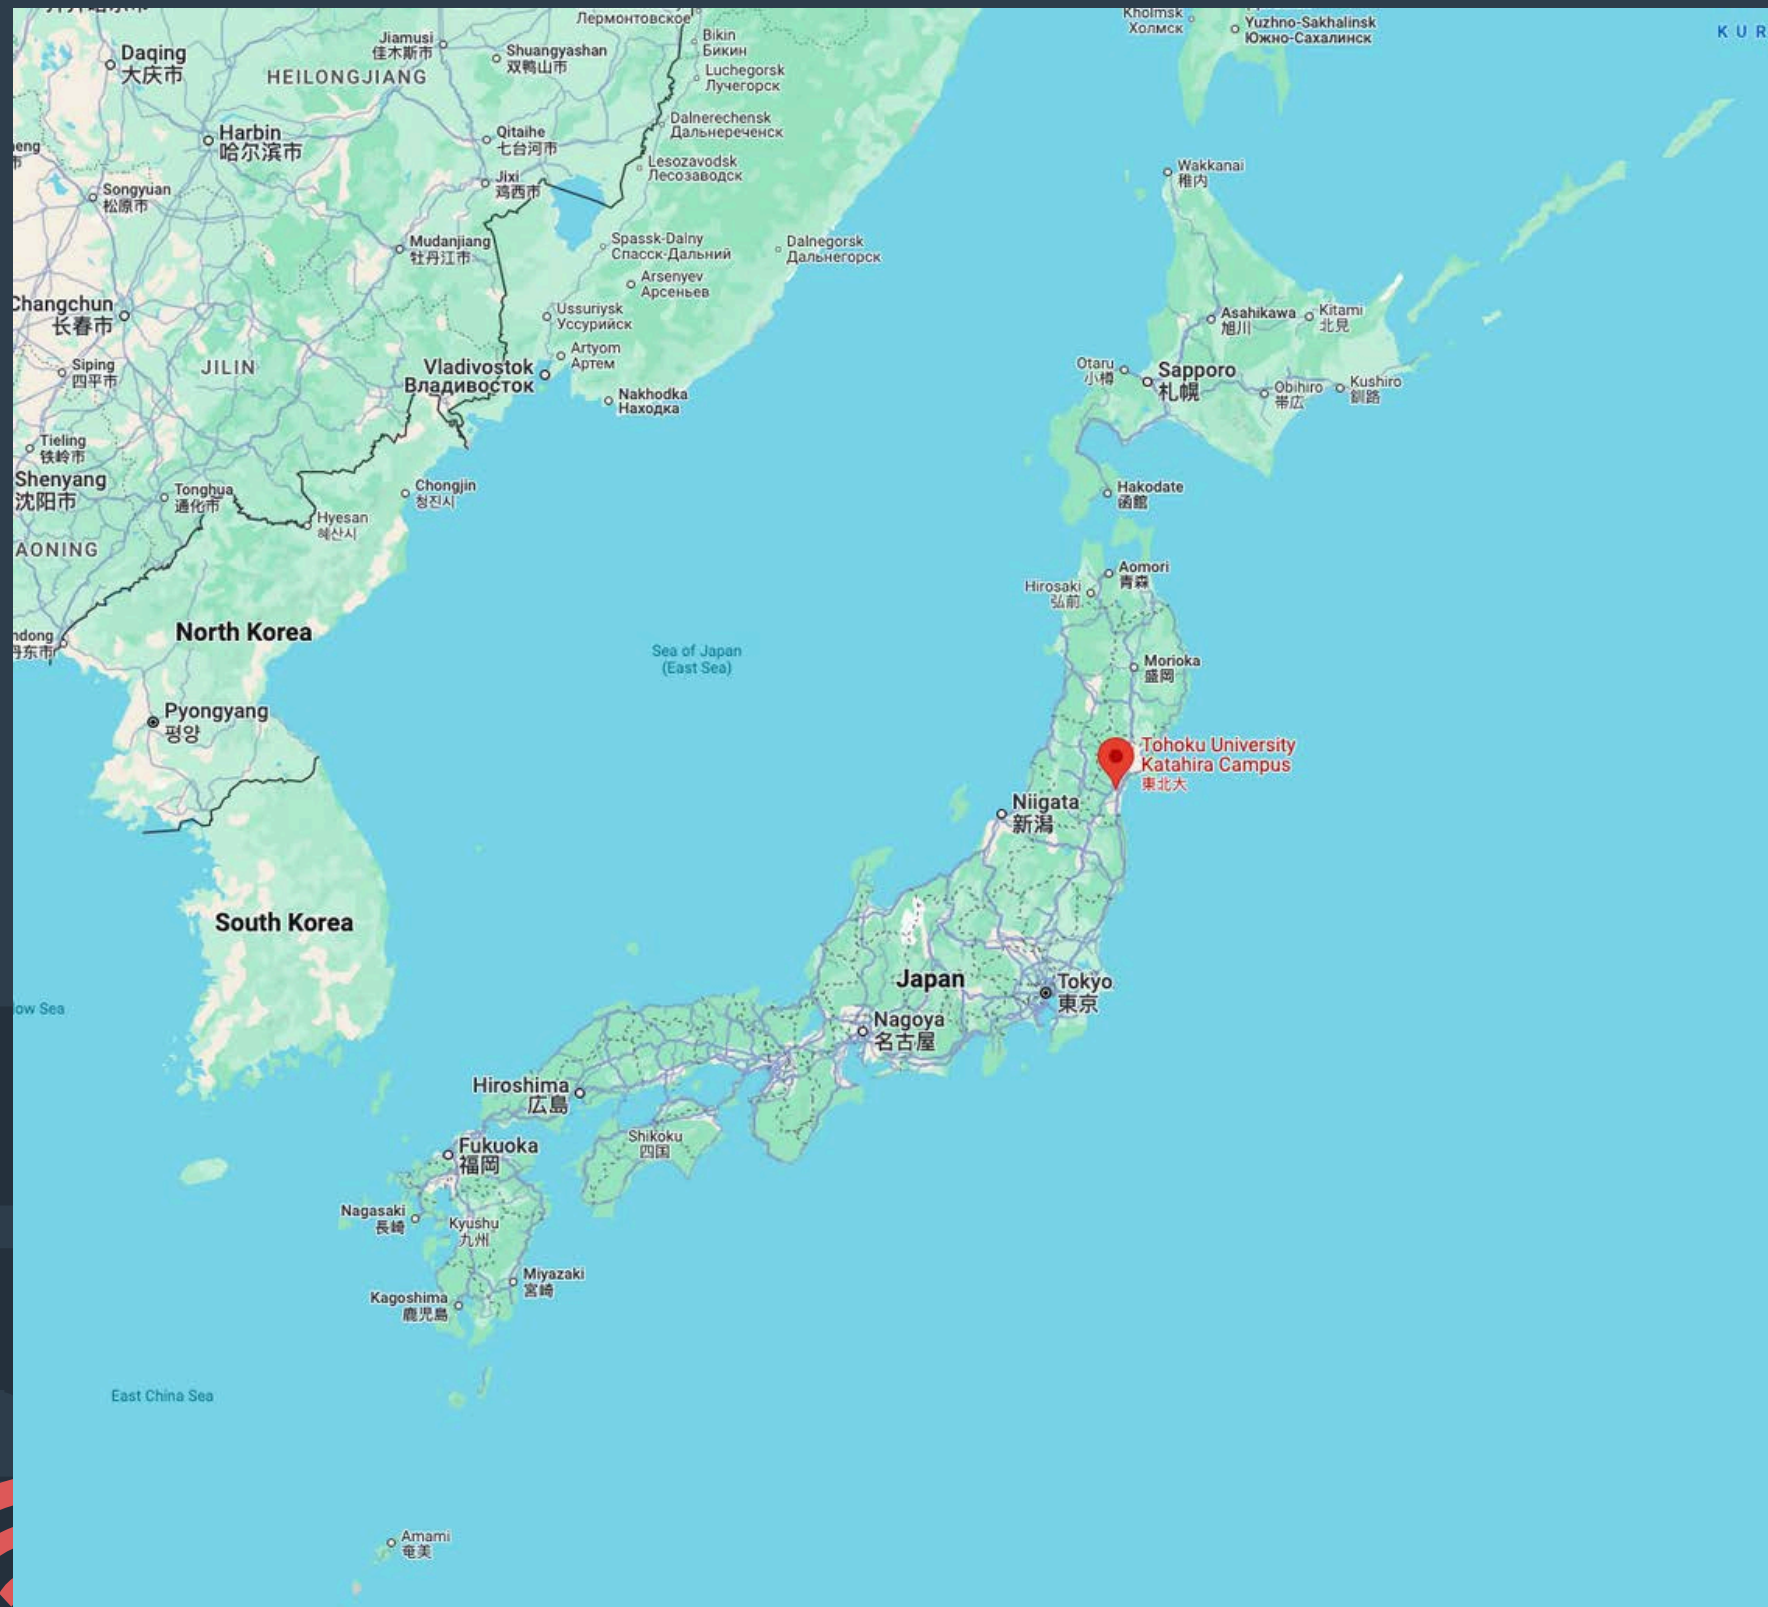 Лермонтовское
Kholmsk
Холмск
Yuzhno-Sakhalinsk
Южно-Сахалинск
KUR
Daqing
大庆市
Jiamusi
佳木斯市
Shuangyashan
双鸭山市
Bikin
Бикин
HEILONGJIANG
Luchegorsk
Лучегорск
Harbin
哈尔滨市
Qitaihe
七台河市
Dalnerechensk
Дальнереченск
Jixi
鸡西市
Lesozavodsk
Лесозаводск
Wakkanai
稚内
Songyuan
松原市
Mudanjiang
牡丹江市
Spassk-Dalny
Спасск-Дальний
Dalnegorsk
Дальнегорск
Arsenyev
Арсеньев
Changchun
长春市
Ussuriysk
Уссурийск
Asahikawa
旭川
Kitami
北見
Siping
四平市
JILIN
Vladivostok
Владивосток
Artyom
Артем
Otaru
小樽
Sapporo
札幌
Obihiro
帯広
Kushiro
釧路
Nakhodka
Находка
Tieling
铁岭市
Shenyang
沈阳市
Tonghua
通化市
Chongjin
청진시
Hakodate
函館
Hyesan
혜산시
AONING
Aomori
青森
Hirosaki
弘前
North Korea
ndong
丹东市
Sea of Japan
(East Sea)
Morioka
盛岡
Pyongyang
평양
Tohoku University
Katahira Campus
東北大
Niigata
新潟
South Korea
Japan
Tokyo
東京
ow Sea
Nagoya
名古屋
Hiroshima
広島
Fukuoka
福岡
Shikoku
四国
Nagasaki
長崎
Kyushu
九州
Miyazaki
宮崎
Kagoshima
鹿児島
East China Sea
Amami
奄美